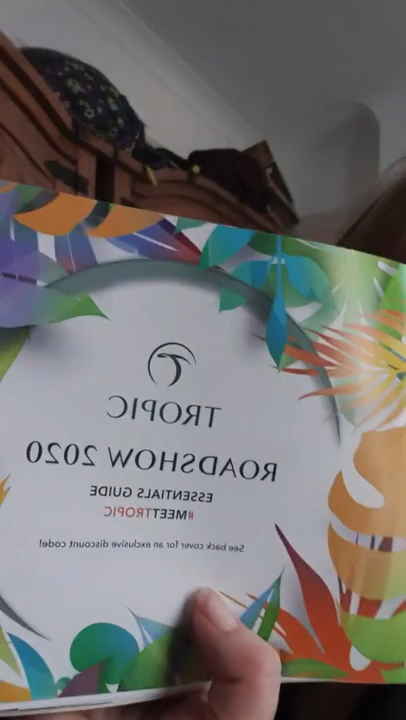 TROPIC
ROADSHOW 2020
ESSENTIALS GUIDE
#MEETTROPIC
See back cover for an exclusive discount code!